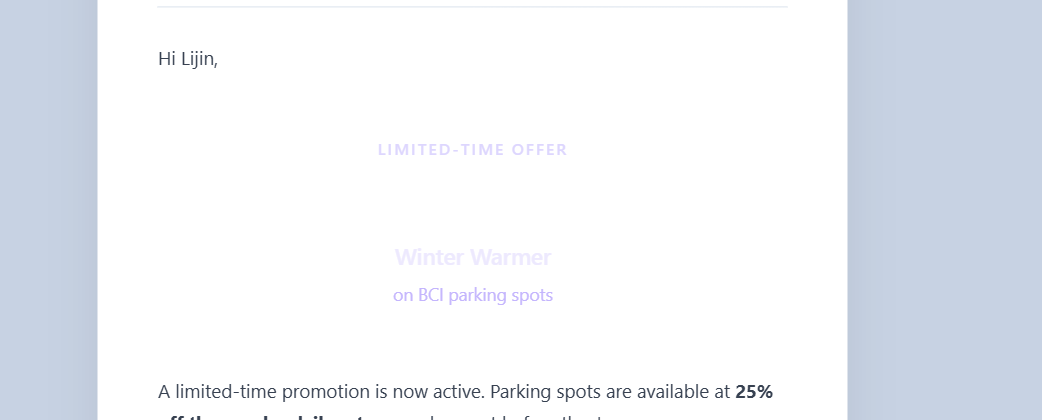 Hi Lijin,
LIMITED-TIME OFFER
Winter Warmer
on BCI parking spots
A limited-time promotion is now active. Parking spots are available at 25%